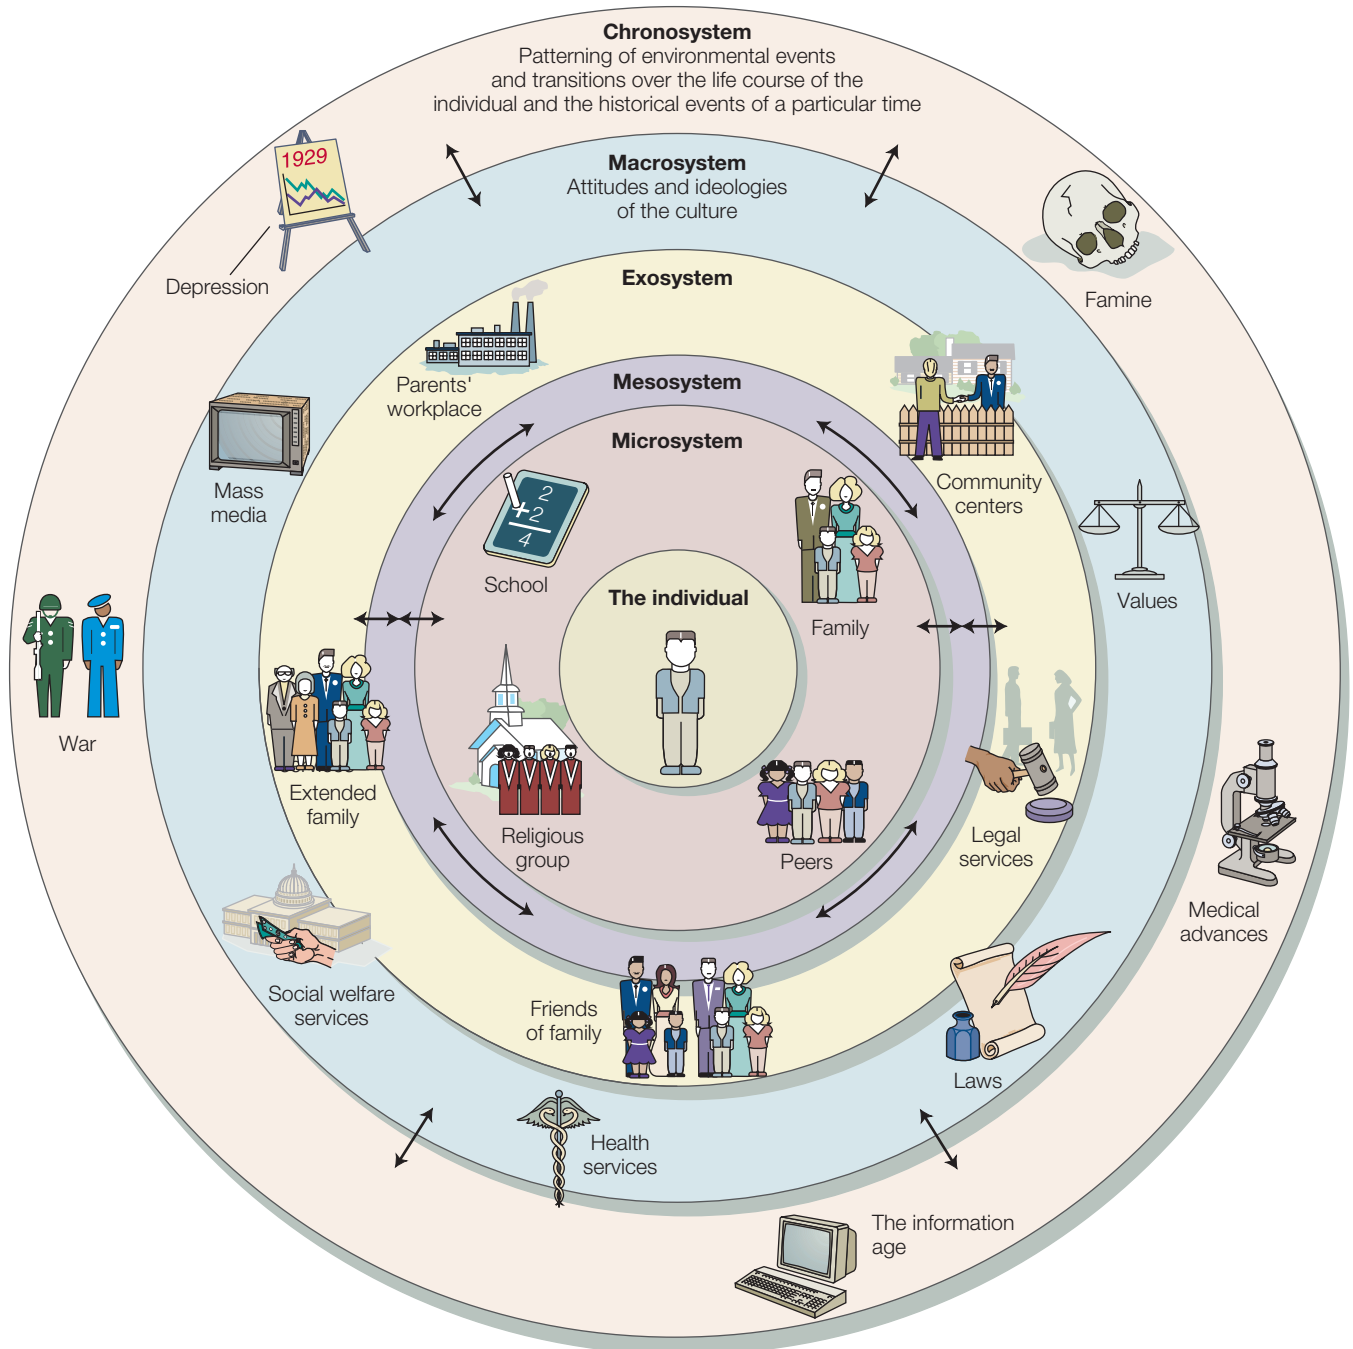 Chronosystem
Patterning of environmental events
and transitions over the life course of the
individual and the historical events of a particular time
1929
Depression
Macrosystem
Attitudes and ideologies
of the culture
Famine
Exosystem
Parents'
workplace
Mesosystem
Microsystem
Mass
media
Community
centers
2
+2
4
School
Family
The individual
Values
War
Extended
family
Religious
group
Peers
Legal
services
Medical
advances
Social welfare
services
Friends
of family
Laws
Health
services
The information
age